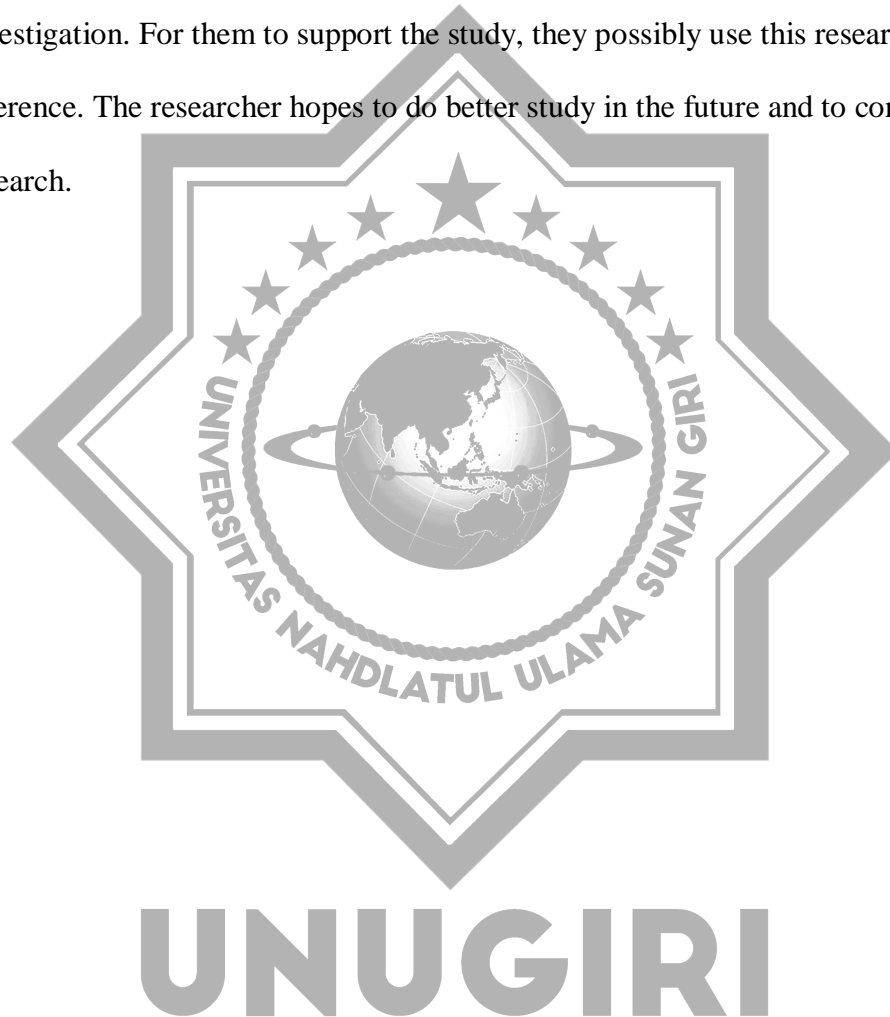 estigation. For them to support the study, they possibly use this resear
erence. The researcher hopes to do better study in the future and to con
earch.
UNIVERSITAS NAHDLATUL ULAMA SUNAN GIRI
UNUGIRI